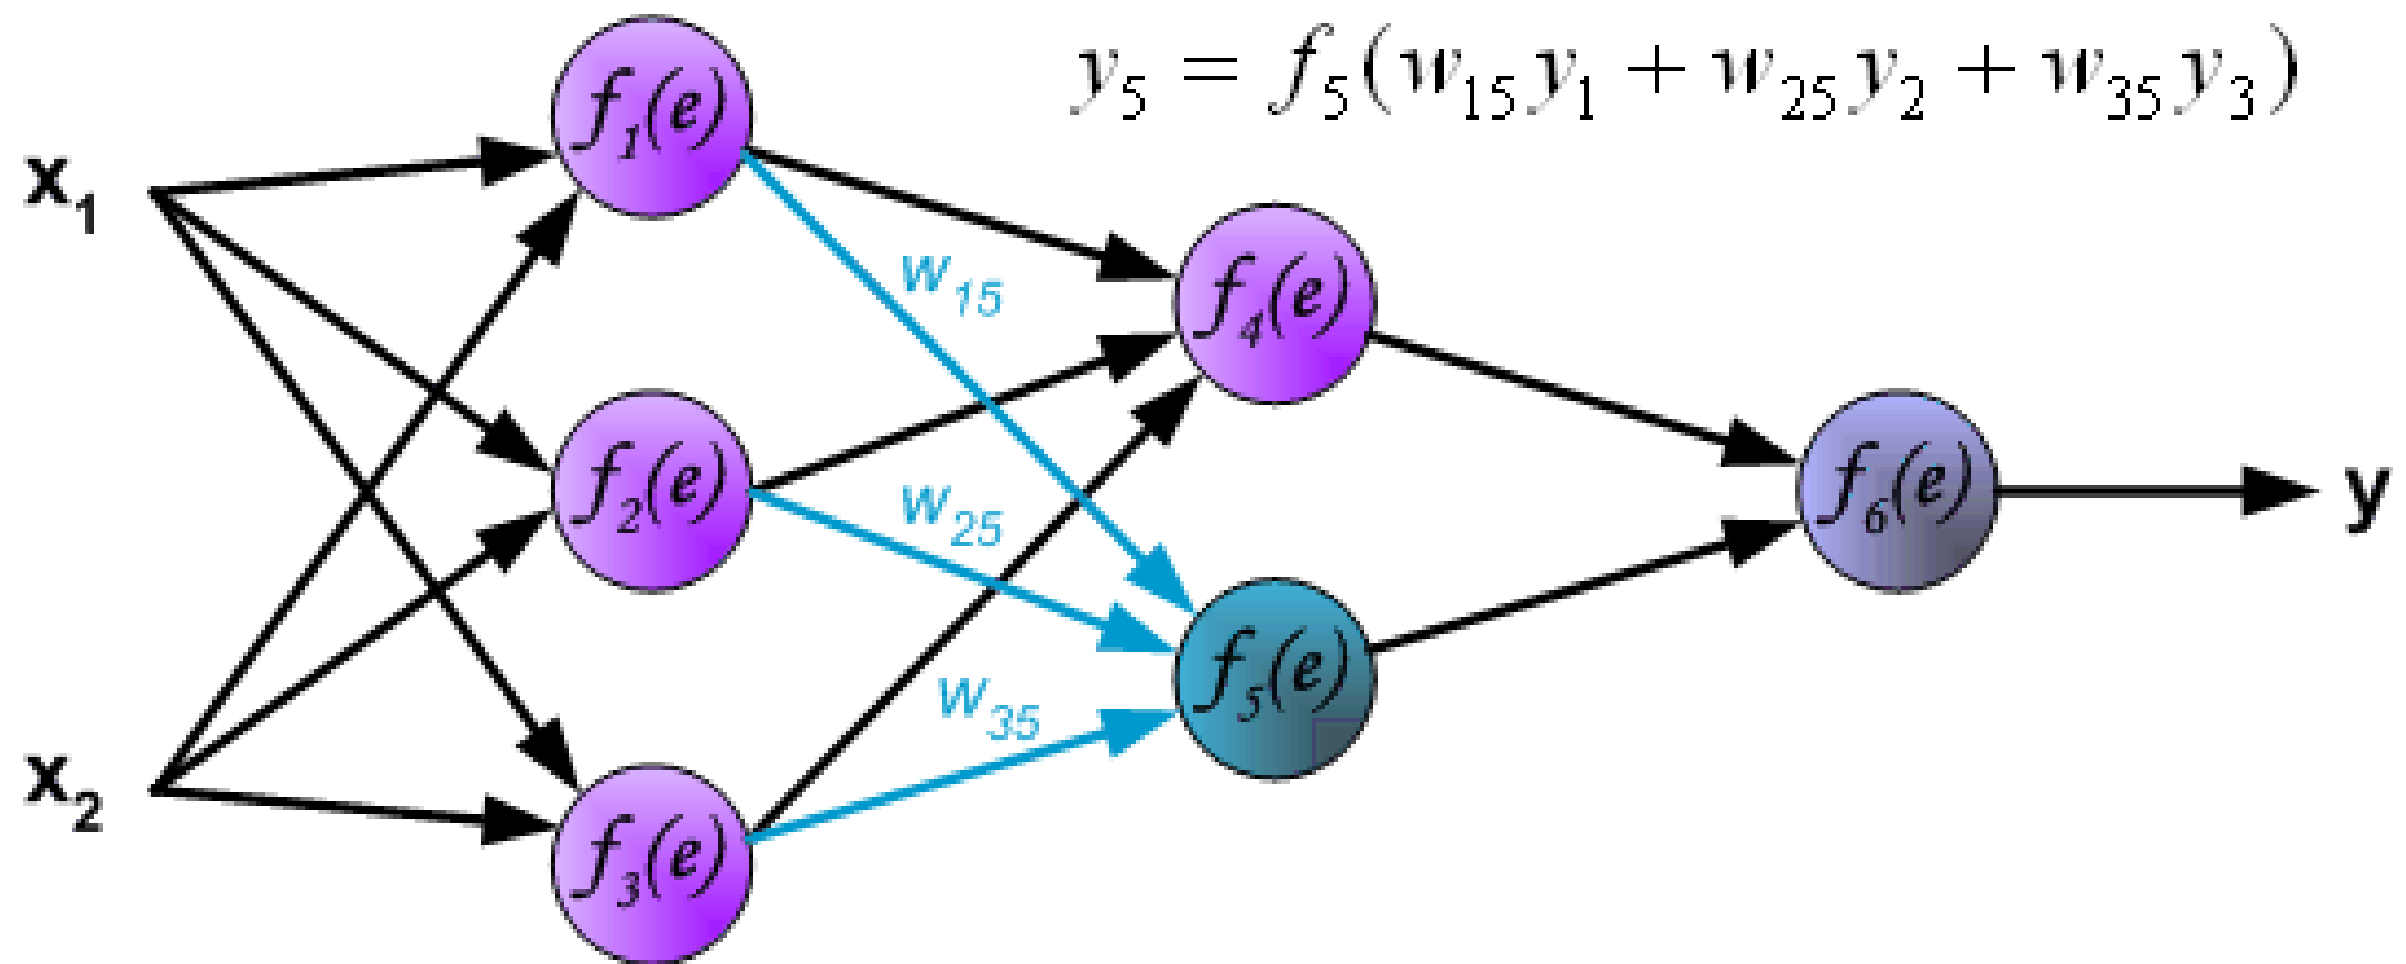 y₅ = f₅(w₁₅y₁ + w₂₅y₂ + w₃₅y₃)
f₁(e)
x₁
w₁₅
f₄(e)
f₂(e)
w₂₅
f₆(e)
y
w₃₅
f₅(e)
x₂
f₃(e)